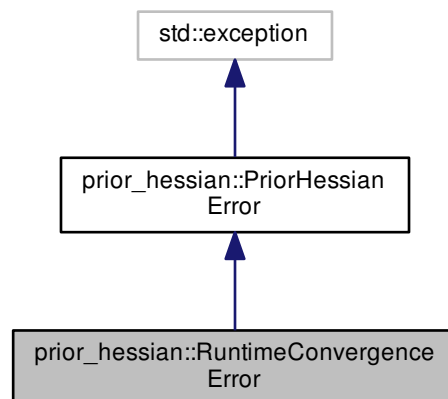 std::exception
prior_hessian::PriorHessian
Error
prior_hessian::RuntimeConvergence
Error